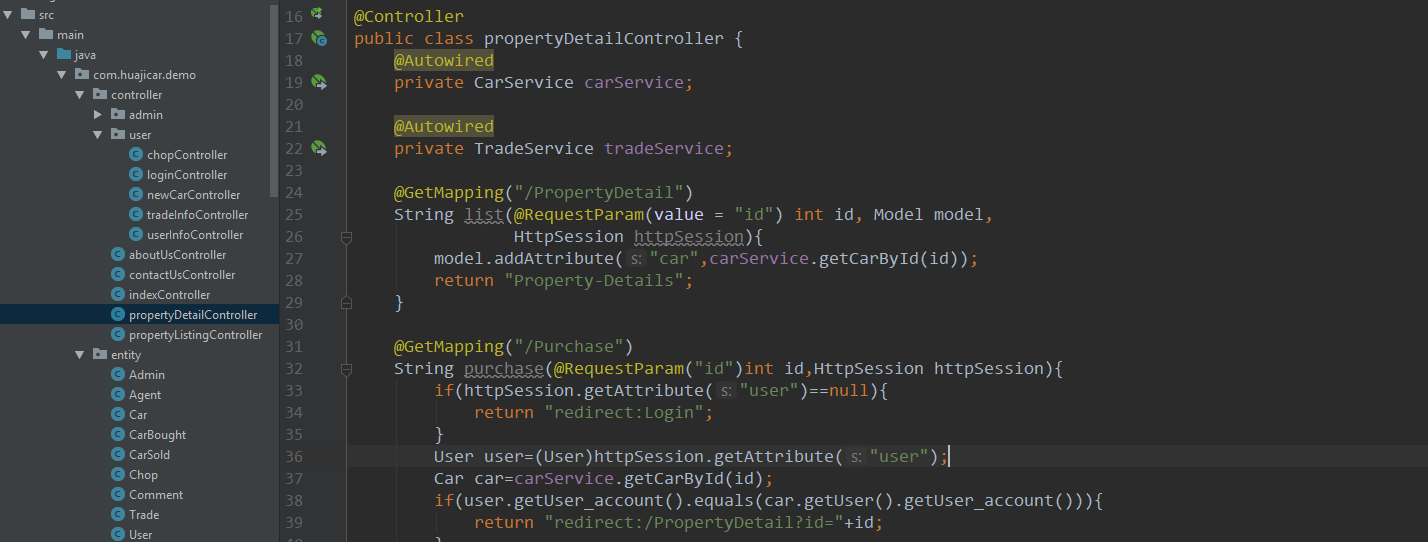 src
main
java
com.huajicar.demo
controller
admin
user
chopController
loginController
newCarController
tradeInfoController
userInfoController
aboutUsController
contactUsController
indexController
propertyDetailController
propertyListingController
entity
Admin
Agent
Car
CarBought
CarSold
Chop
Comment
Trade
User
16 @Controller
17 public class propertyDetailController {
18 @Autowired
19 private CarService carService;
20
21 @Autowired
22 private TradeService tradeService;
23
24 @GetMapping("/PropertyDetail")
25 String list(@RequestParam(value = "id") int id, Model model,
26 HttpSession httpSession){
27 model.addAttribute( s: "car",carService.getCarById(id));
28 return "Property-Details";
29 }
30
31 @GetMapping("/Purchase")
32 String purchase(@RequestParam("id")int id,HttpSession httpSession){
33 if(httpSession.getAttribute( s: "user")==null){
34 return "redirect:Login";
35 }
36 User user=(User)httpSession.getAttribute( s: "user");
37 Car car=carService.getCarById(id);
38 if(user.getUser_account().equals(car.getUser().getUser_account())){
39 return "redirect:/PropertyDetail?id="+id;